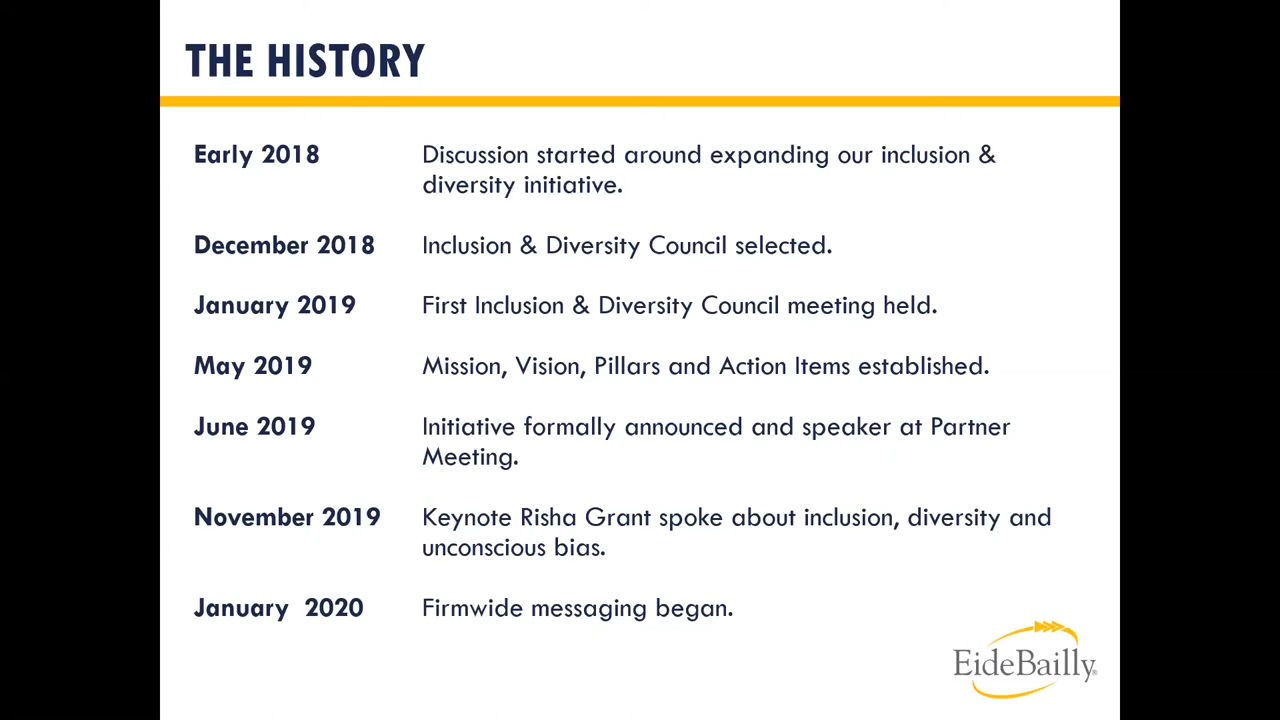 THE HISTORY
Early 2018 Discussion started around expanding our inclusion &
diversity initiative.
December 2018 Inclusion & Diversity Council selected.
January 2019 First Inclusion & Diversity Council meeting held.
May 2019 Mission, Vision, Pillars and Action Items established.
June 2019 Initiative formally announced and speaker at Partner
Meeting.
November 2019 Keynote Risha Grant spoke about inclusion, diversity and
unconscious bias.
January  2020 Firmwide messaging began.
EideBailly®